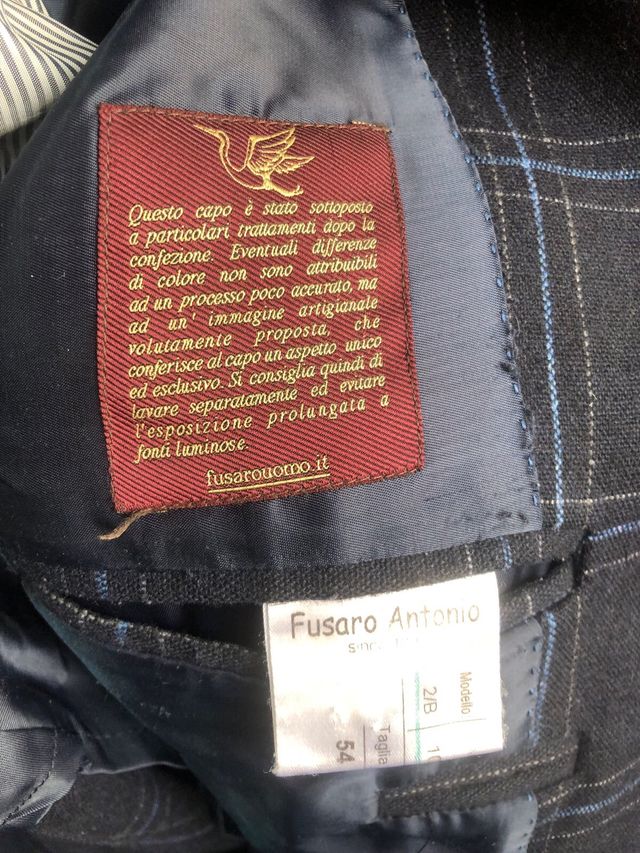 Questo capo è stato sottoposto
a particolari trattamenti dopo la
confezione. Eventuali differenze
di colore non sono attribuibili
ad un processo poco accurato, ma
ad un' immagine artigianale
volutamente proposta, che
conferisce al capo un aspetto unico
ed esclusivo. Si consiglia quindi di
lavare separatamente ed evitare
l'esposizione prolungata a
fonti luminose.
fusarouomo.it
Fusaro Antonio
Modello
2/B
Taglia
54